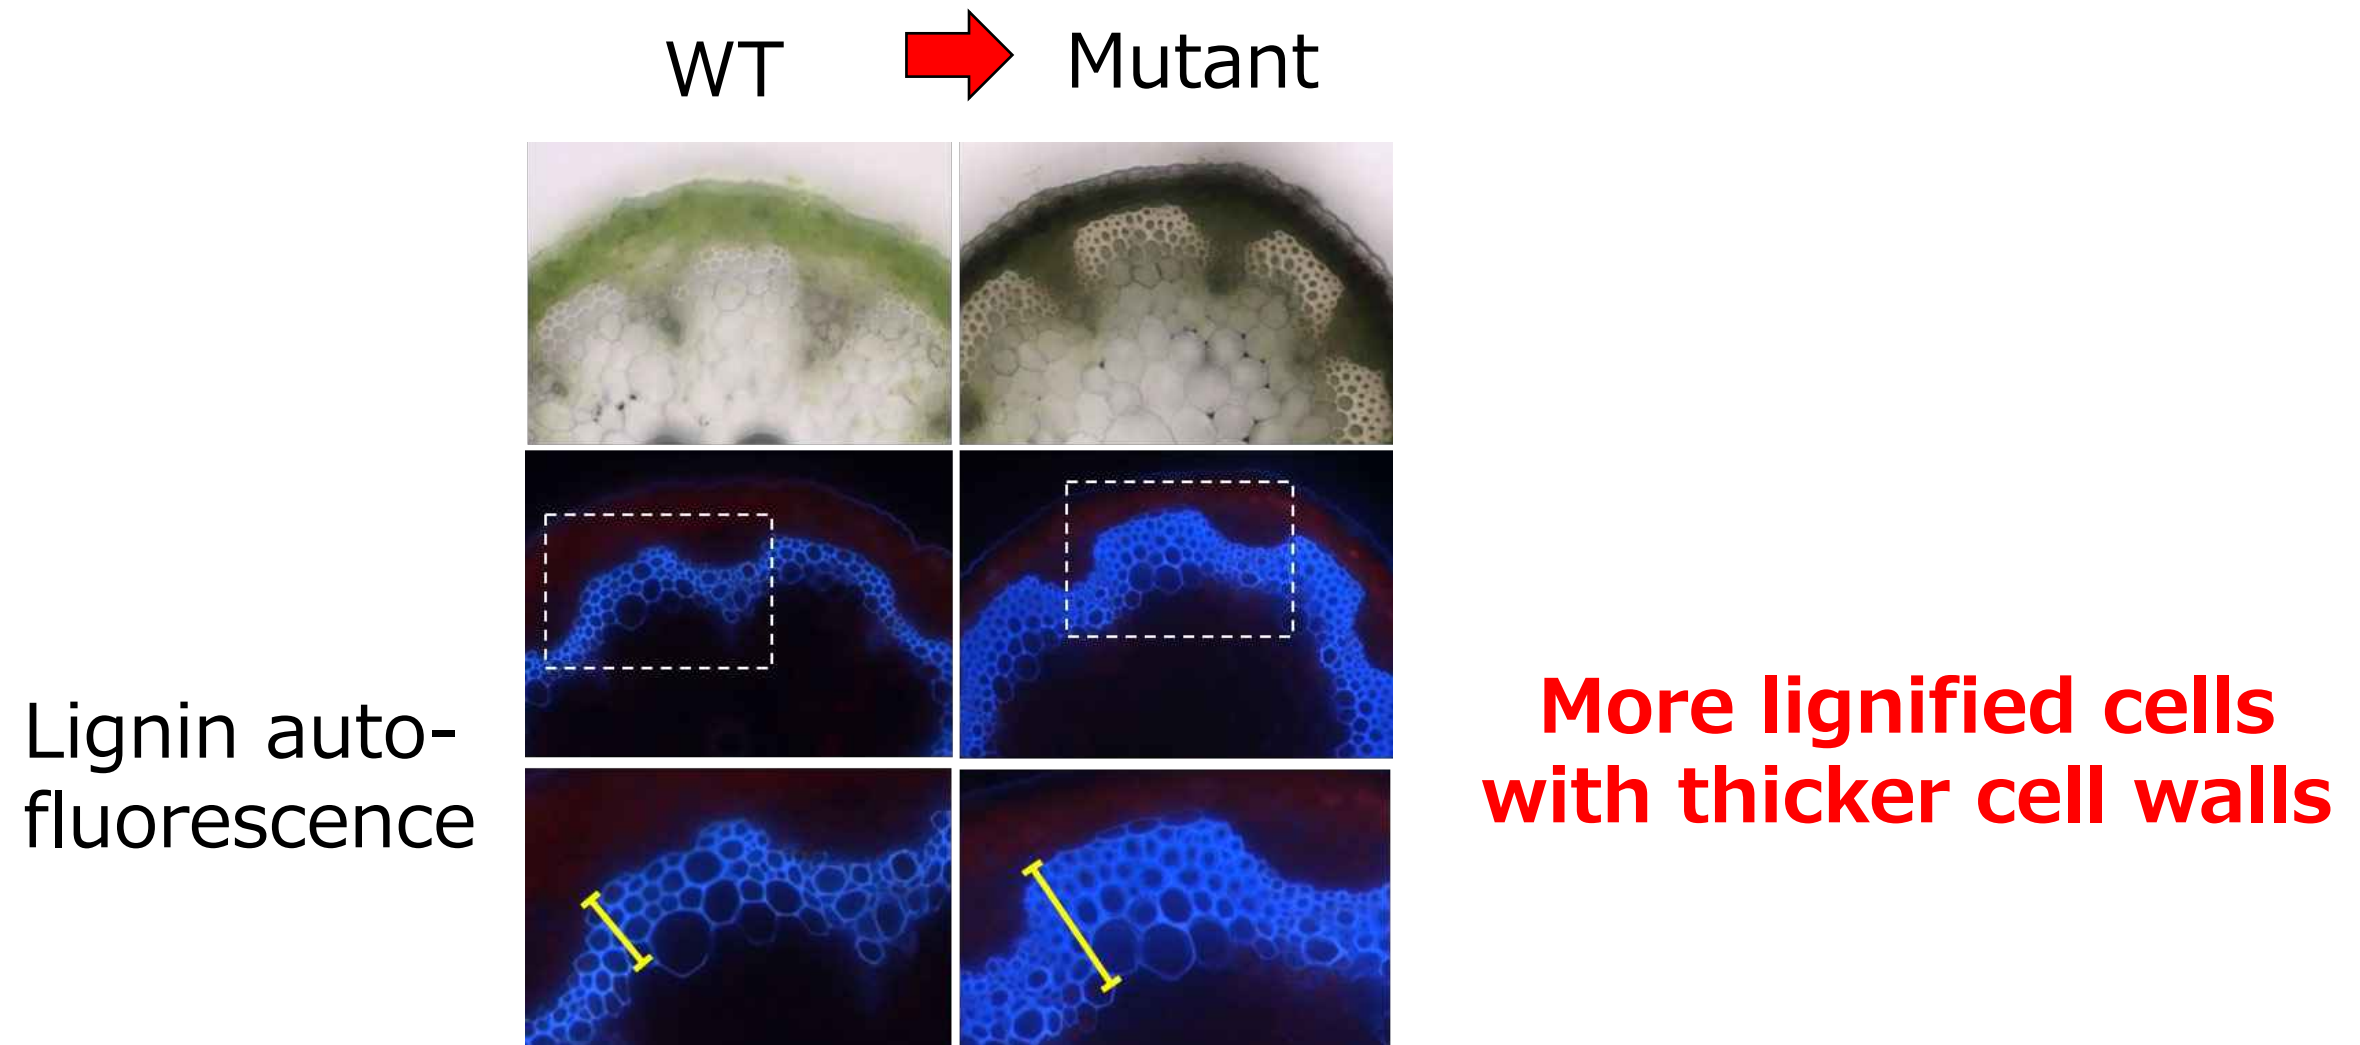 WT
Mutant
Lignin auto-
fluorescence
More lignified cells
with thicker cell walls